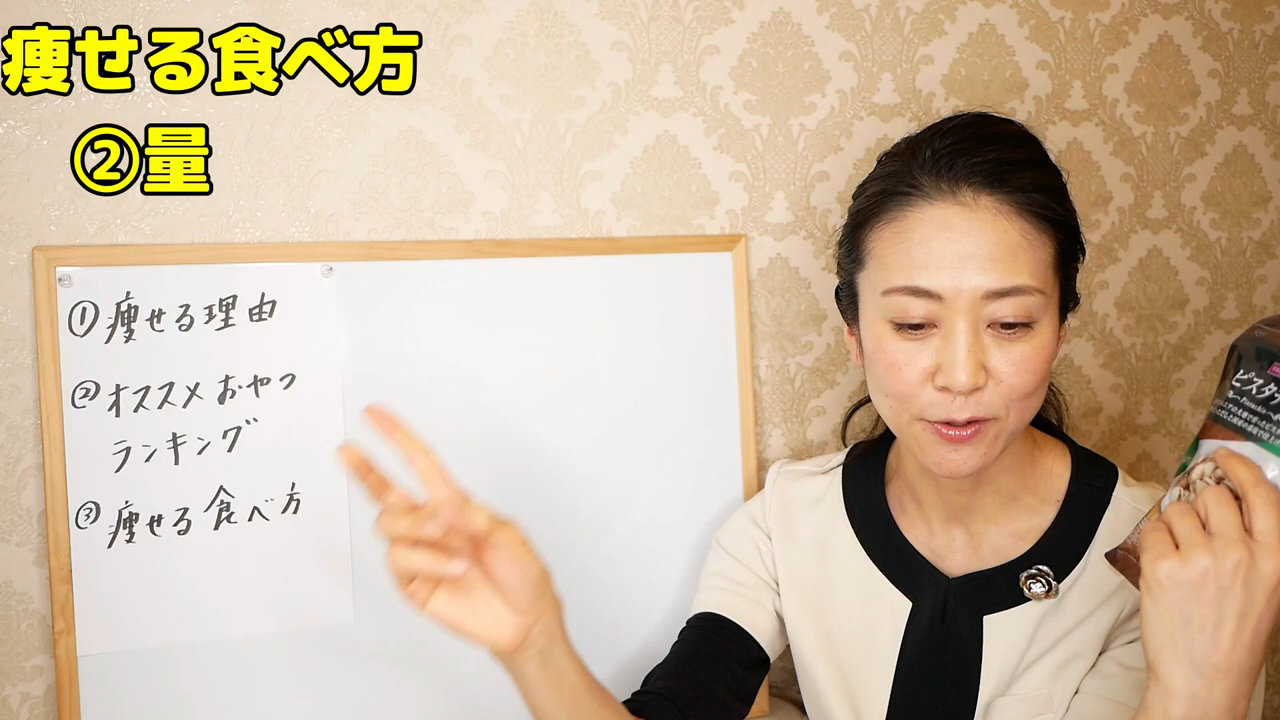 痩せる食べ方
②量
①痩せる理由
②オススメおやつ
ランキング
③痩せる食べ方
ピスタチ